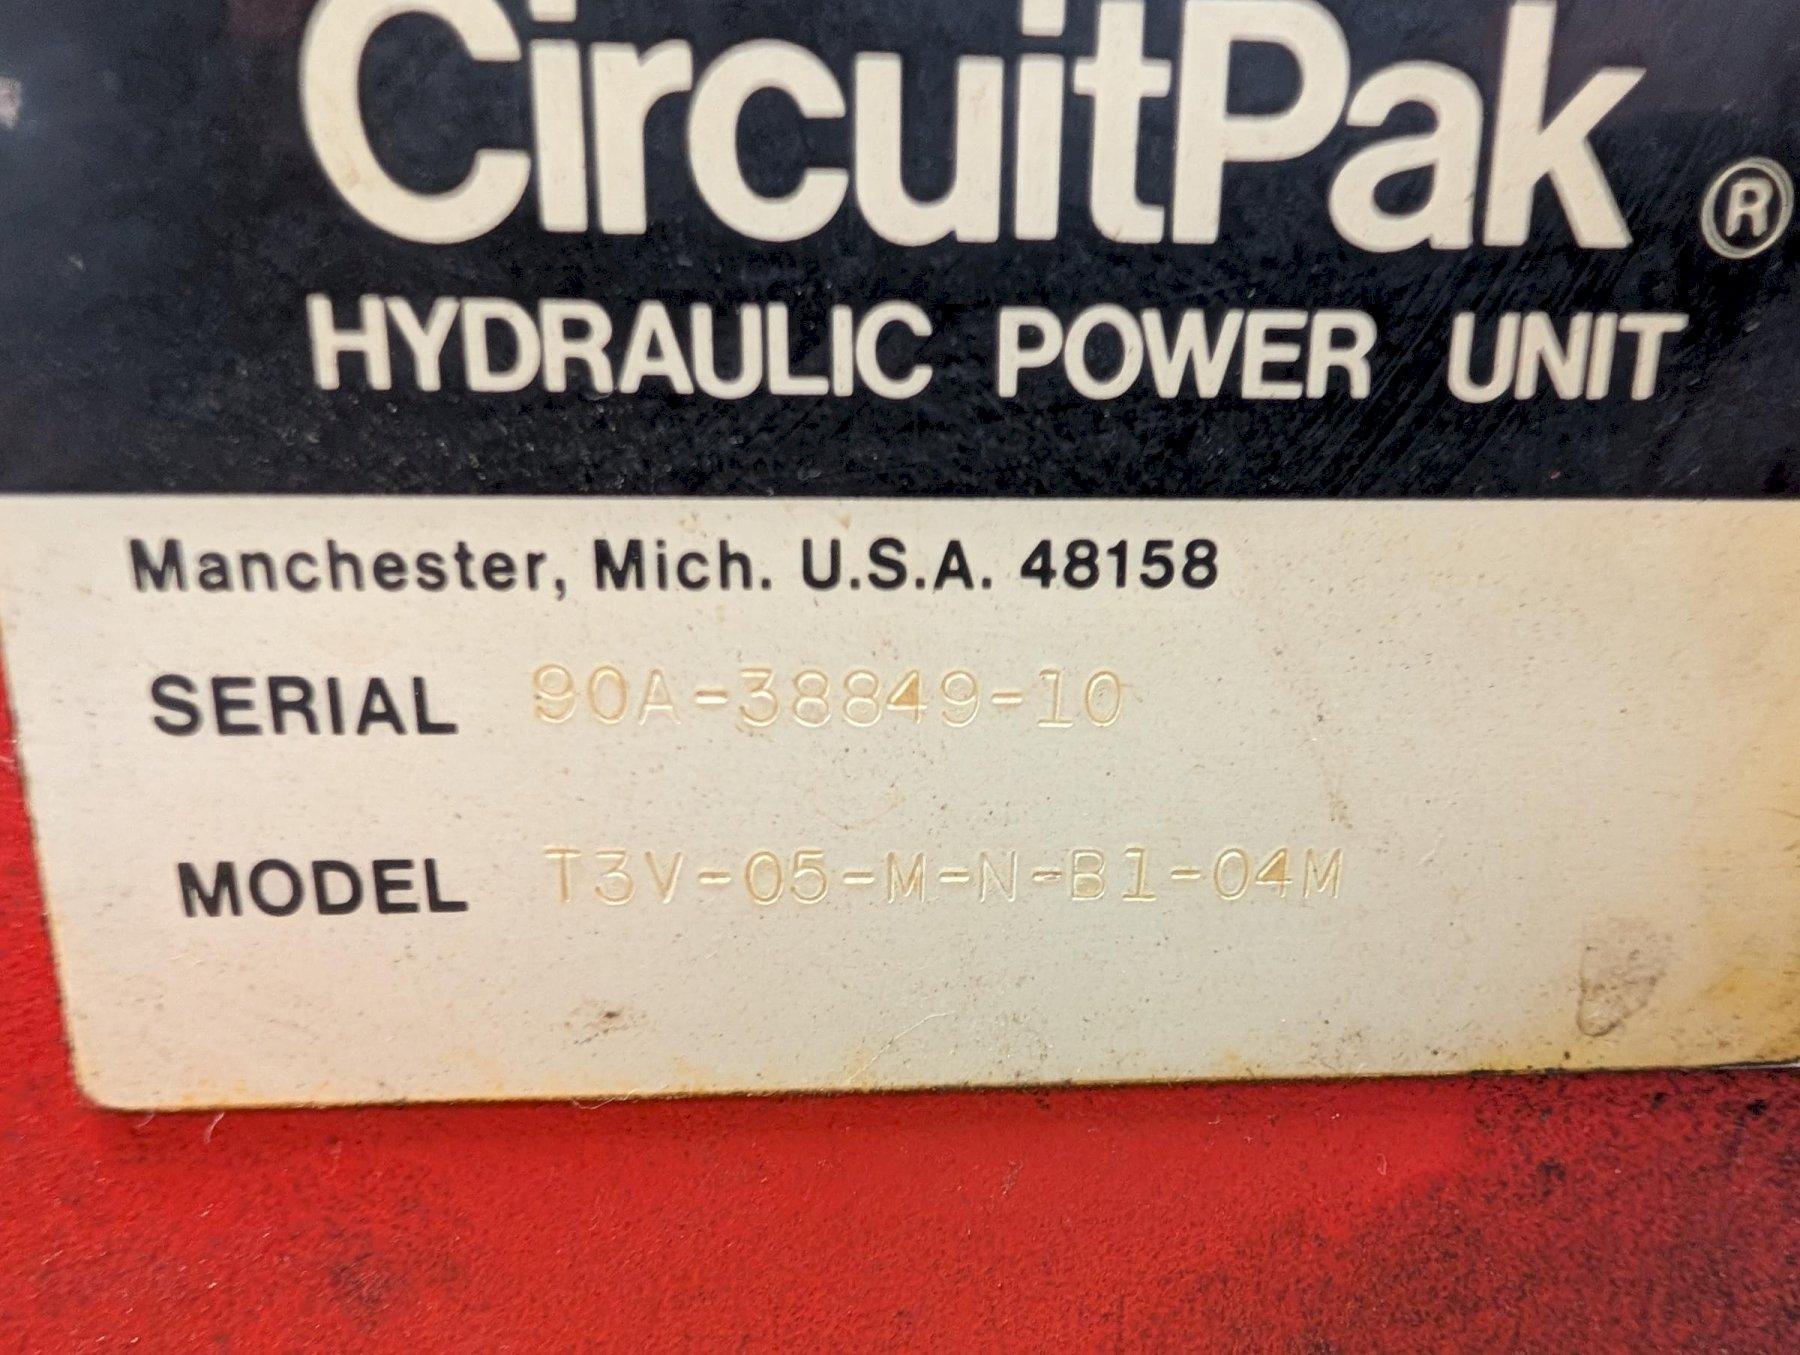 CircuitPak ®
HYDRAULIC POWER UNIT
Manchester, Mich. U.S.A. 48158
SERIAL 90A-38849-10
MODEL T3V-05-M-N-B1-04M